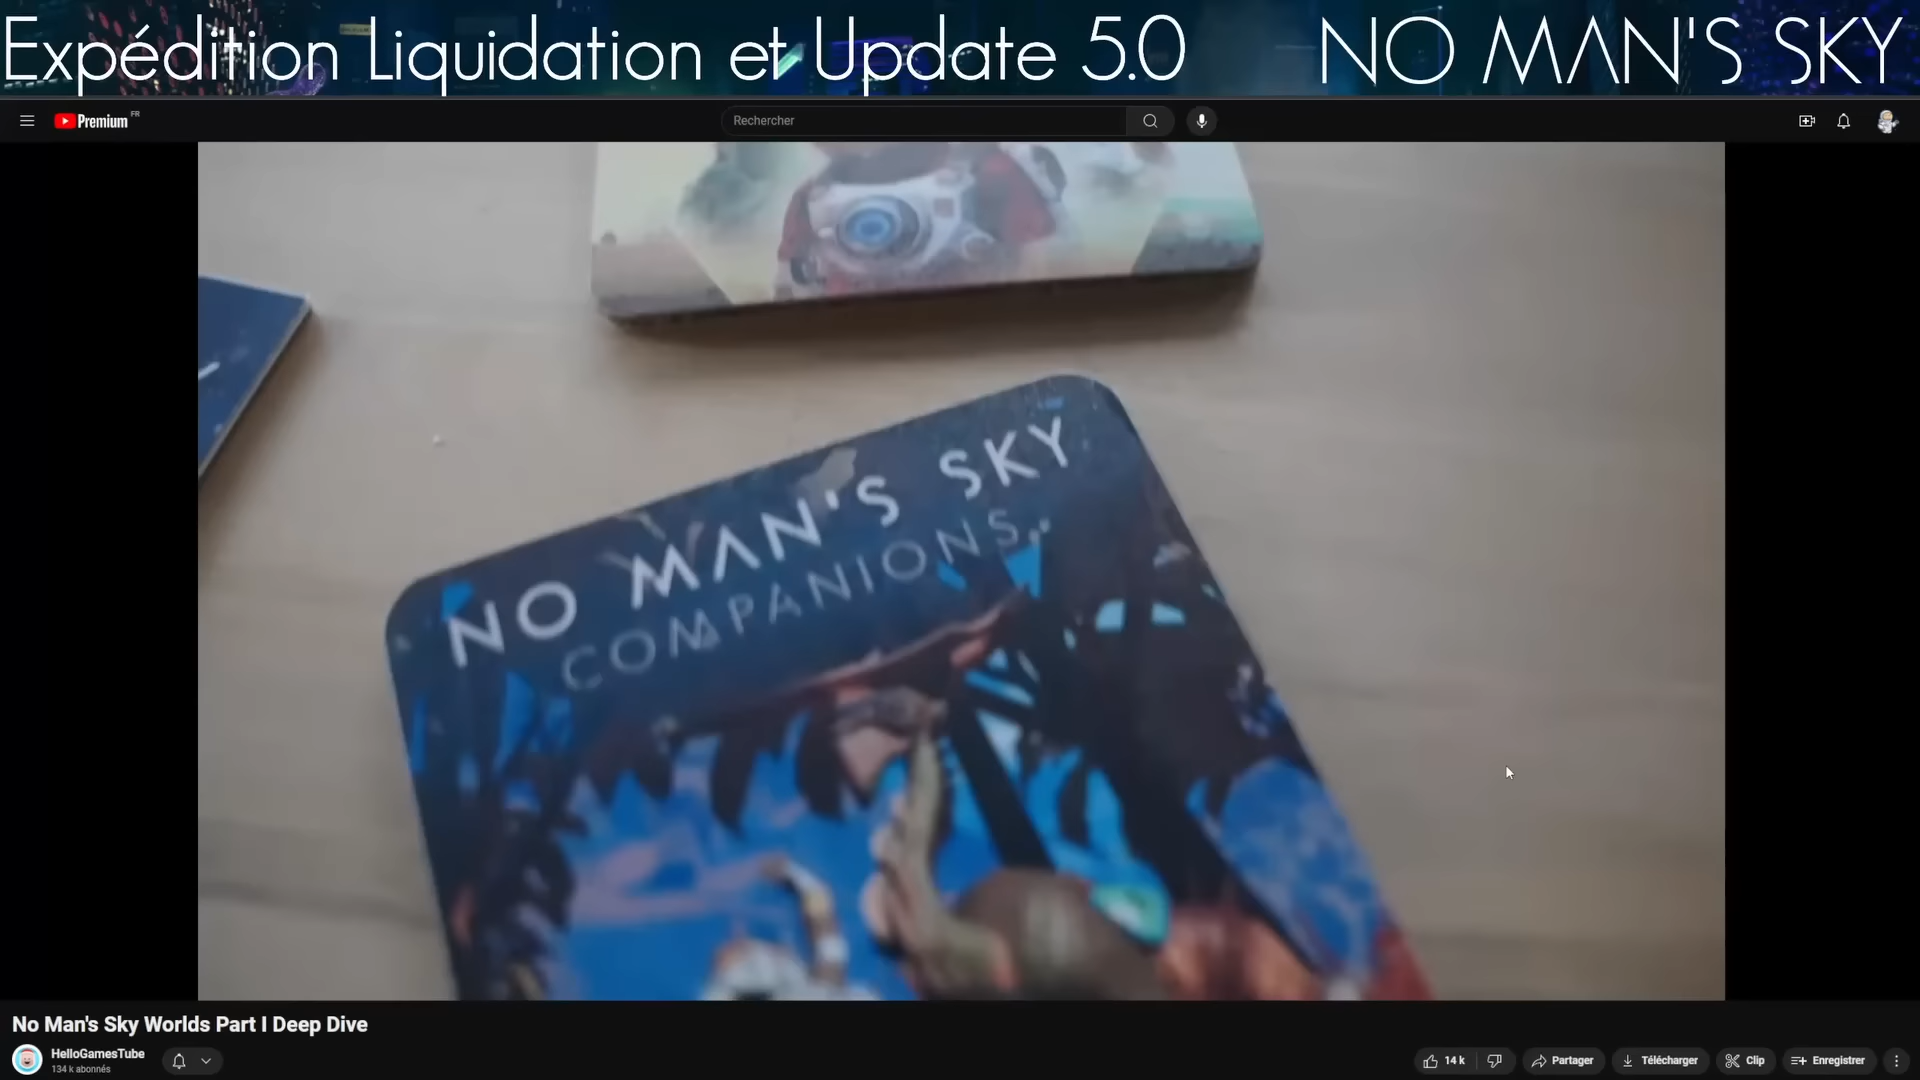 Expédition Liquidation et Update 5.0 NO MAN'S SKY
Premium FR
Rechercher
NO MAN'S SKY
COMPANIONS
No Man's Sky Worlds Part I Deep Dive
HelloGamesTube
134 k abonnés
14 k
Partager
Télécharger
Clip
Enregistrer